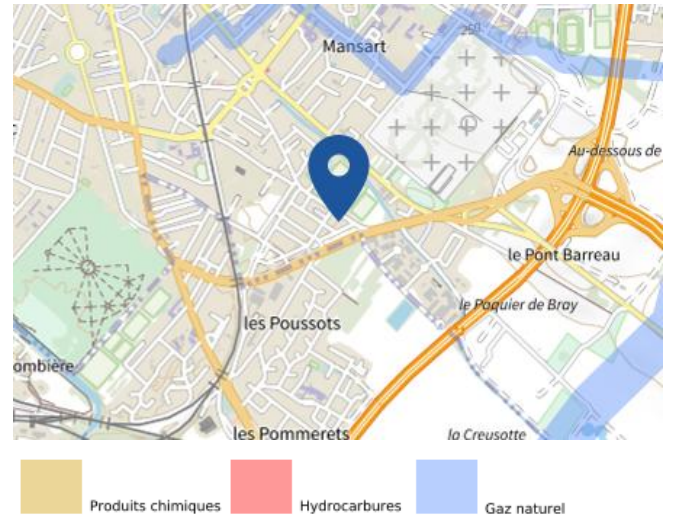 250
Mansart
Au-dessous de
le Pont Barreau
le Paquier de Bray
les Poussots
ombière
les Pommerets
la Creusotte
Produits chimiques
Hydrocarbures
Gaz naturel